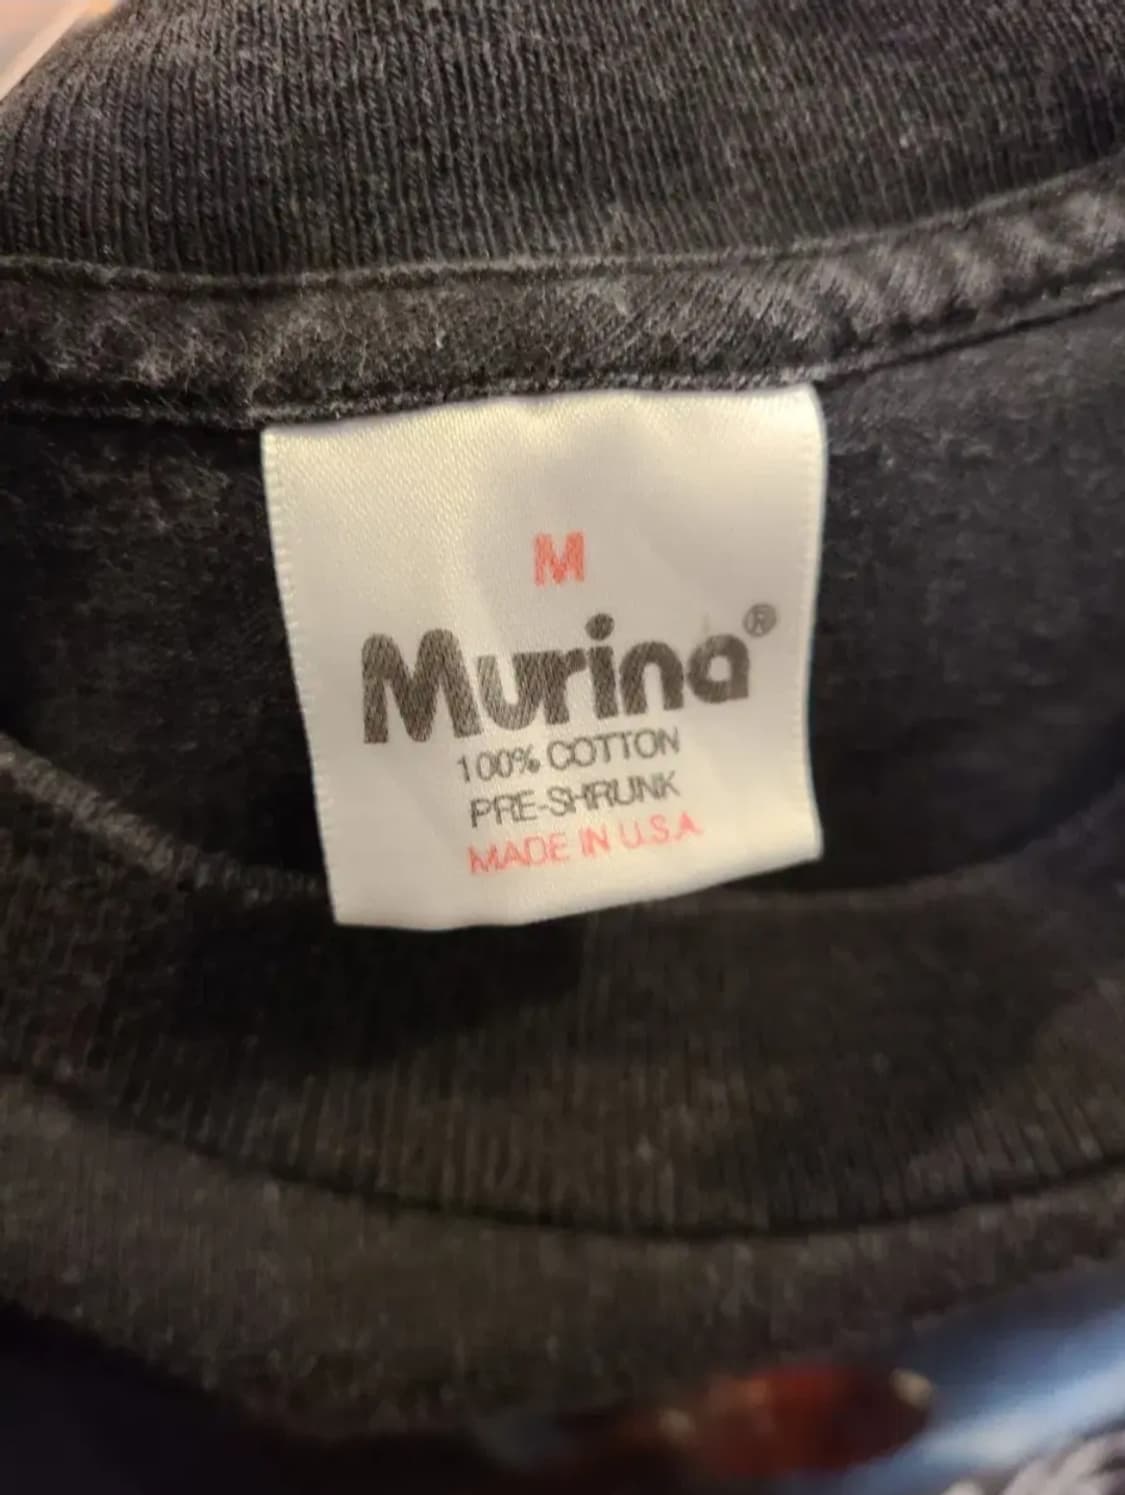 M
Murina®
100% COTTON
PRE-SHRUNK
MADE IN U.S.A.